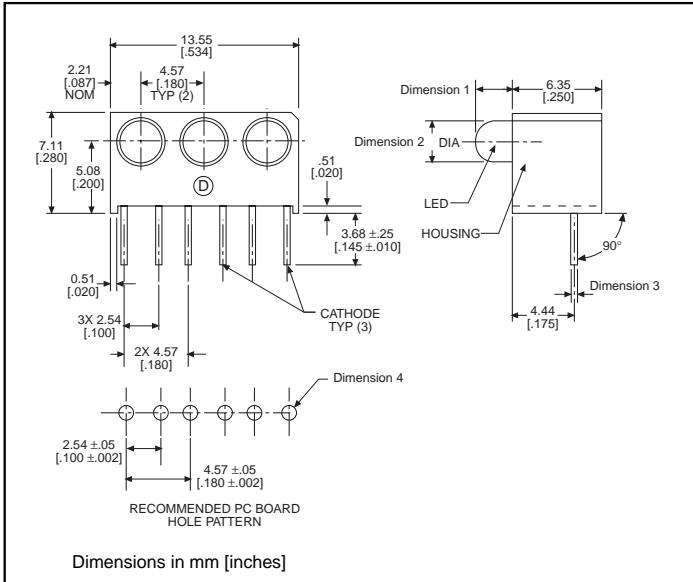 13.55
[.534]
2.21
[.087]
NOM
4.57
[.180]
TYP (2)
7.11
[.280]
5.08
[.200]
D
.51
[.020]
3.68 ±.25
[.145 ±.010]
0.51
[.020]
3X 2.54
[.100]
2X 4.57
[.180]
CATHODE
TYP (3)
Dimension 1
6.35
[.250]
Dimension 2
DIA
LED
HOUSING
90°
Dimension 3
4.44
[.175]
Dimension 4
2.54 ±.05
[.100 ±.002]
4.57 ±.05
[.180 ±.002]
RECOMMENDED PC BOARD
HOLE PATTERN
Dimensions in mm [inches]